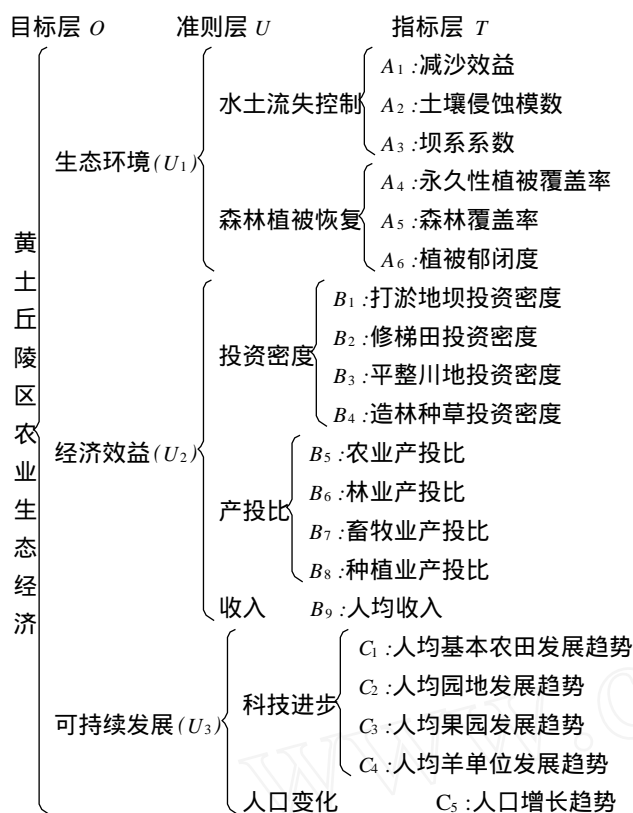 目标层 O 准则层 U 指标层 T
黄土丘陵区农业生态经济
生态环境(U1)
水土流失控制
A1:减沙效益
A2:土壤侵蚀模数
A3:坝系系数
森林植被恢复
A4:永久性植被覆盖率
A5:森林覆盖率
A6:植被郁闭度
经济效益(U2)
投资密度
B1:打淤地坝投资密度
B2:修梯田投资密度
B3:平整川地投资密度
B4:造林种草投资密度
产投比
B5:农业产投比
B6:林业产投比
B7:畜牧业产投比
B8:种植业产投比
收入 B9:人均收入
可持续发展(U3)
科技进步
C1:人均基本农田发展趋势
C2:人均园地发展趋势
C3:人均果园发展趋势
C4:人均羊单位发展趋势
人口变化 C5:人口增长趋势
www.